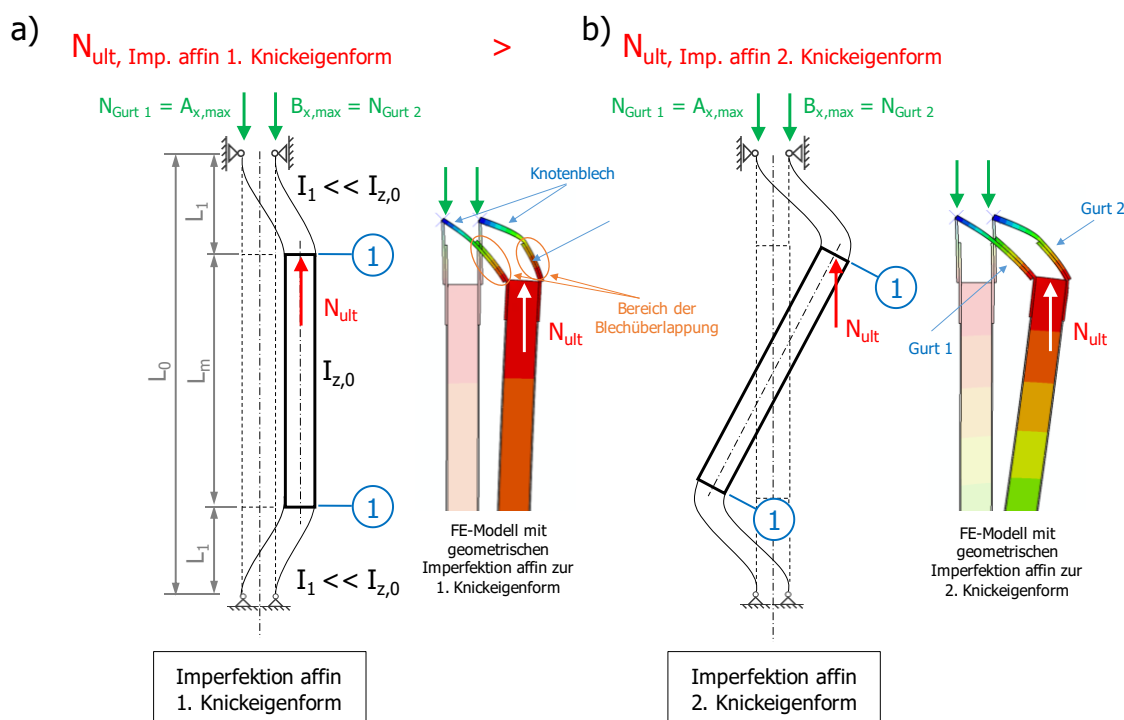 a)
N_ult, Imp. affin 1. Knickeigenform
>
b)
N_ult, Imp. affin 2. Knickeigenform
N_Gurt 1 = A_x,max
B_x,max = N_Gurt 2
I_1 << I_z,0
L_1
L_0
L_m
L_1
1
N_ult
I_z,0
1
I_1 << I_z,0
Knotenblech
Bereich der
Blechüberlappung
N_ult
FE-Modell mit
geometrischen
Imperfektion affin zur
1. Knickeigenform
Imperfektion affin
1. Knickeigenform
N_Gurt 1 = A_x,max
B_x,max = N_Gurt 2
1
N_ult
1
Gurt 2
Gurt 1
N_ult
FE-Modell mit
geometrischen
Imperfektion affin zur
2. Knickeigenform
Imperfektion affin
2. Knickeigenform